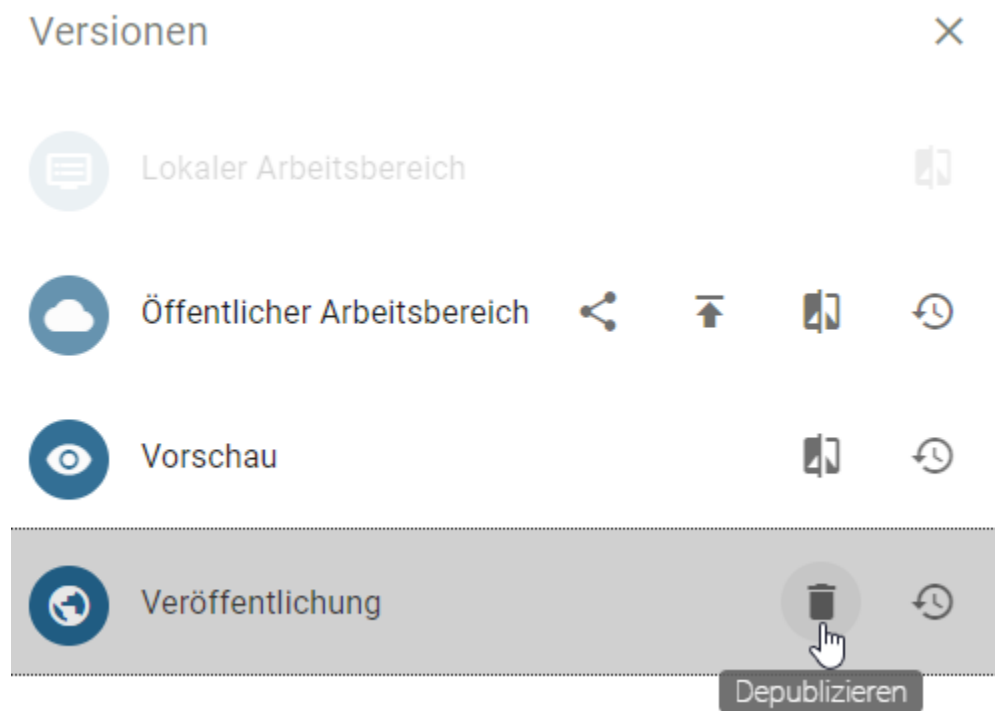 Versionen
Lokaler Arbeitsbereich
Öffentlicher Arbeitsbereich
Vorschau
Veröffentlichung
Depublizieren